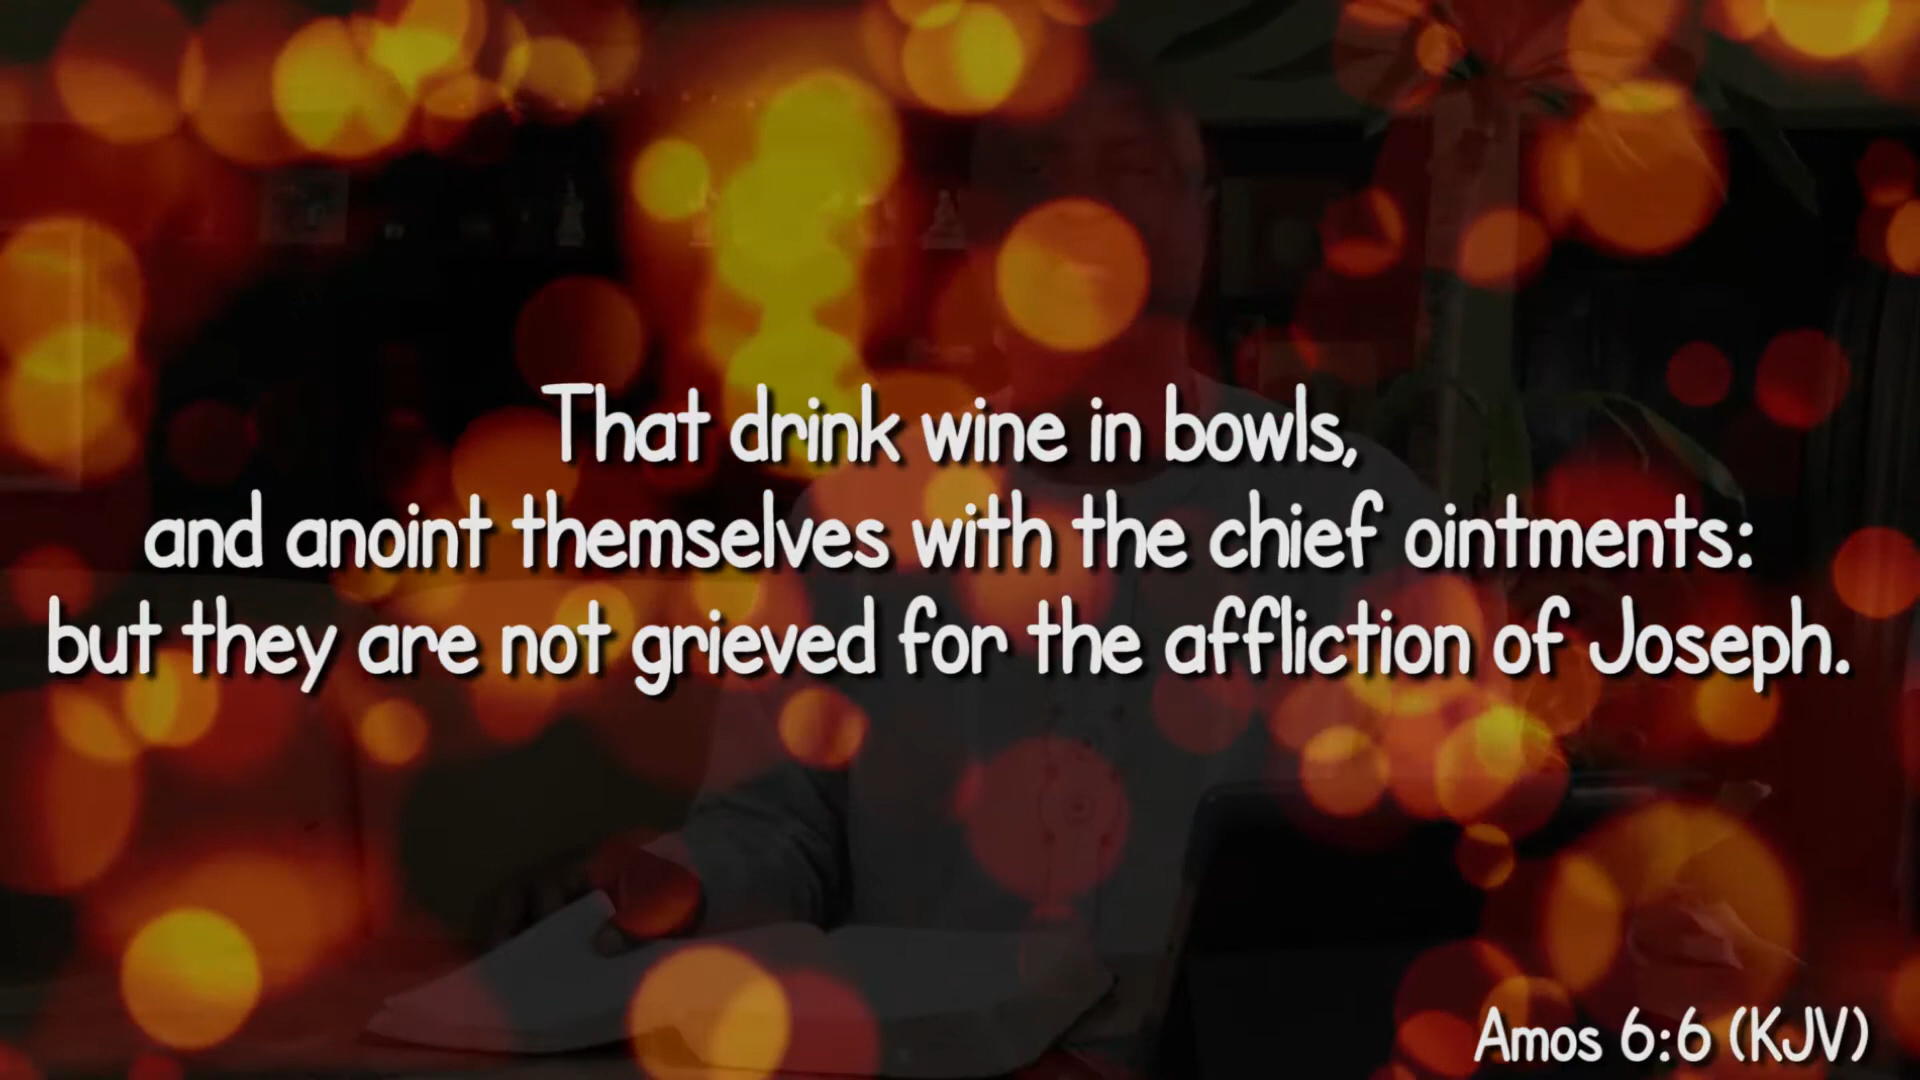 That drink wine in bowls,
and anoint themselves with the chief ointments:
but they are not grieved for the affliction of Joseph.
Amos 6:6 (KJV)